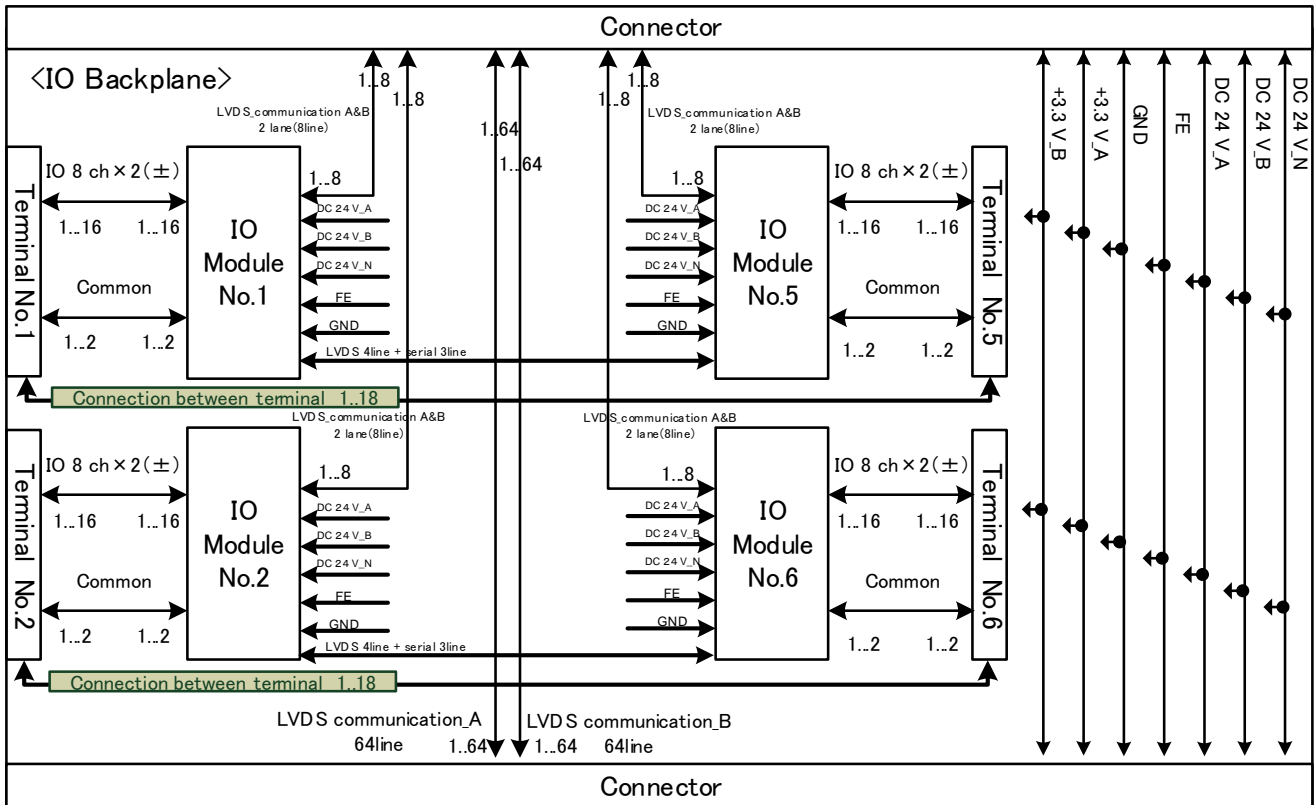 Connector
<IO Backplane>
1..8
1..8
LVDS_communication A&B
2 lane(8line)
1..64
1..64
1..8
1..8
LVDS_communication A&B
2 lane(8line)
+3.3 V_B
+3.3 V_A
GND
FE
DC 24 V_A
DC 24 V_B
DC 24 V_N
Terminal No.1
IO 8 ch×2(±)
1...16 1...16
Common
1...2 1...2
IO
Module
No.1
1...8
DC 24 V_A
DC 24 V_B
DC 24 V_N
FE
GND
LVDS 4line + serial 3line
1...8
DC 24 V_A
DC 24 V_B
DC 24 V_N
FE
GND
IO
Module
No.5
IO 8 ch×2(±)
1...16 1...16
Common
1...2 1...2
Terminal No.5
Connection between terminal 1..18
LVDS_communication A&B
2 lane(8line)
LVDS_communication A&B
2 lane(8line)
Terminal No.2
IO 8 ch×2(±)
1...16 1...16
Common
1...2 1...2
IO
Module
No.2
1...8
DC 24 V_A
DC 24 V_B
DC 24 V_N
FE
GND
LVDS 4line + serial 3line
1...8
DC 24 V_A
DC 24 V_B
DC 24 V_N
FE
GND
IO
Module
No.6
IO 8 ch×2(±)
1...16 1...16
Common
1...2 1...2
Terminal No.6
Connection between terminal 1..18
LVDS communication_A
64line 1...64
LVDS communication_B
1...64 64line
Connector